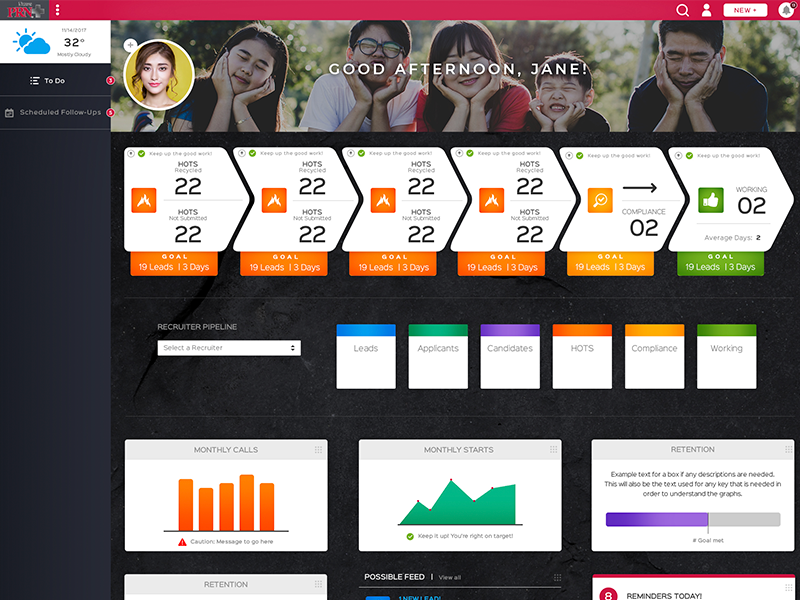 PRN
NEW +
11/14/2017
32°
Mostly Cloudy
To Do
3
Scheduled Follow-Ups
3
GOOD AFTERNOON, JANE!
Keep up the good work!
HOTS
Recycled
22
HOTS
Not Submitted
22
GOAL
19 Leads | 3 Days
Keep up the good work!
HOTS
Recycled
22
HOTS
Not Submitted
22
GOAL
19 Leads | 3 Days
Keep up the good work!
HOTS
Recycled
22
HOTS
Not Submitted
22
GOAL
19 Leads | 3 Days
Keep up the good work!
HOTS
Recycled
22
HOTS
Not Submitted
22
GOAL
19 Leads | 3 Days
Keep up the good work!
COMPLIANCE
02
GOAL
19 Leads | 3 Days
Keep up the good work!
WORKING
02
Average Days: 2
GOAL
19 Leads | 3 Days
RECRUITER PIPELINE
Select a Recruiter
Leads
Applicants
Candidates
HOTS
Compliance
Working
MONTHLY CALLS
Caution: Message to go here
MONTHLY STARTS
Keep it up! You're right on target!
RETENTION
Example text for a box if any descriptions are needed.
This will also be the text used for any key that is needed in
order to understand the graphs.
# Goal met
RETENTION
POSSIBLE FEED | View all
1 NEW LEAD!
8
REMINDERS TODAY!